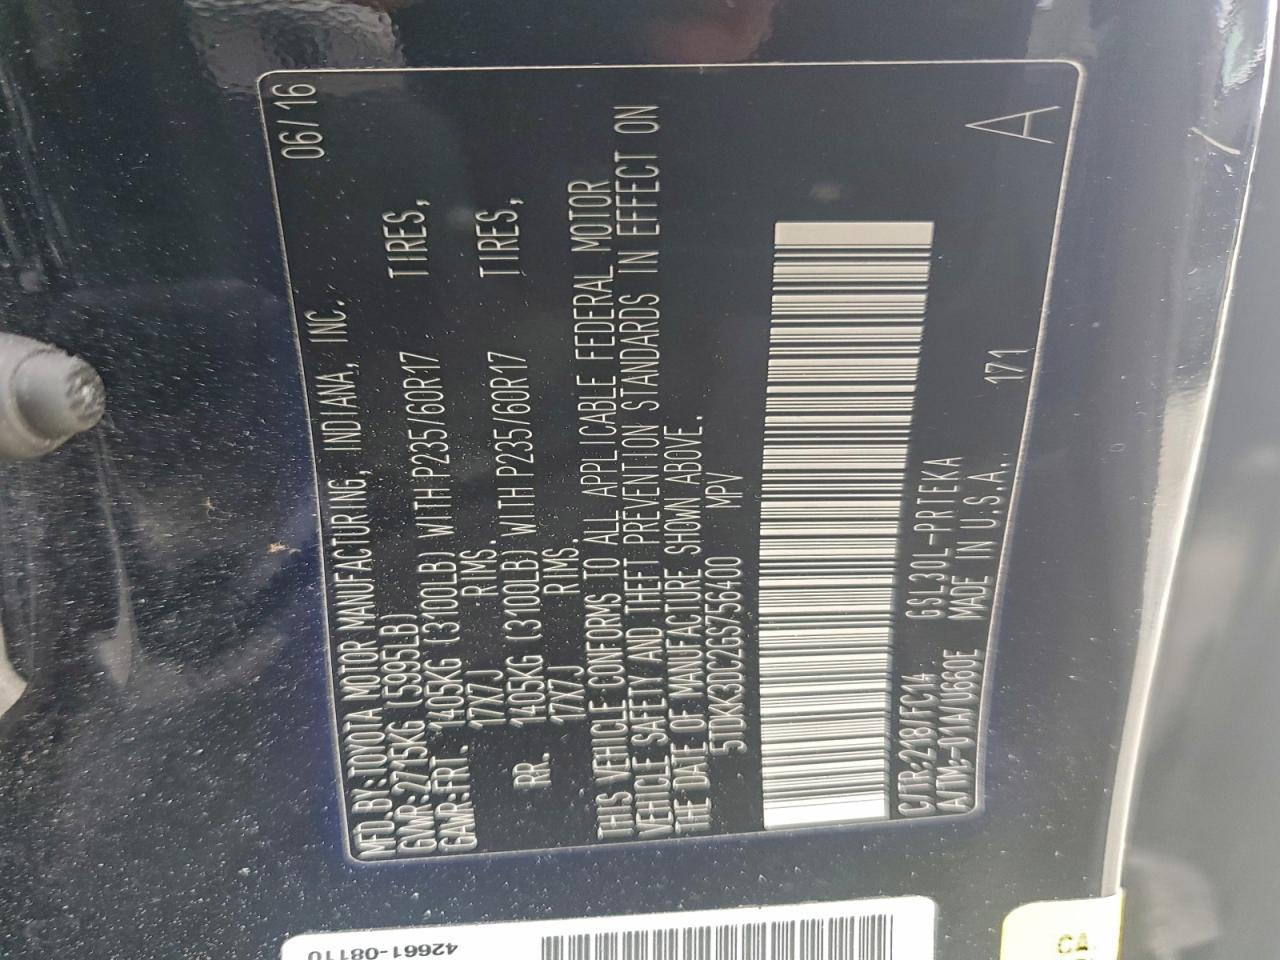 MFD.BY:TOYOTA MOTOR MANUFACTURING, INDIANA, INC. 06/16
GVWR:2715KG (5995LB)
GAWR:FRT. 1405KG (3100LB) WITH P235/60R17 TIRES,
17X7J RIMS.
RR. 1405KG (3100LB) WITH P235/60R17 TIRES,
17X7J RIMS.
THIS VEHICLE CONFORMS TO ALL APPLICABLE FEDERAL MOTOR
VEHICLE SAFETY AND THEFT PREVENTION STANDARDS IN EFFECT ON
THE DATE OF MANUFACTURE SHOWN ABOVE.
5TDKK3DC2GS756400 MPV
CTR:218/FC14 GSL30L-PRTEKA
A/TM:-01A/U660E MADE IN U.S.A. 171 A
42661-08110
CA.